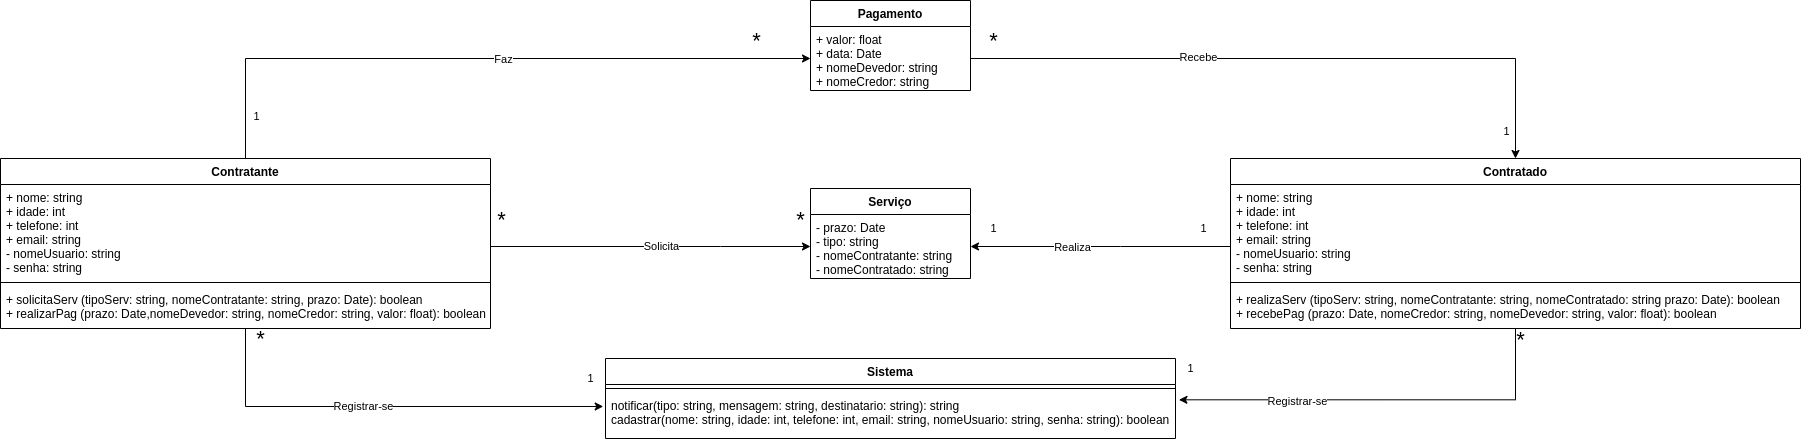 Pagamento
+ valor: float
+ data: Date
+ nomeDevedor: string
+ nomeCredor: string
*
*
Faz
Recebe
1
1
Contratante
+ nome: string
+ idade: int
+ telefone: int
+ email: string
- nomeUsuario: string
- senha: string
+ solicitaServ (tipoServ: string, nomeContratante: string, prazo: Date): boolean
+ realizarPag (prazo: Date,nomeDevedor: string, nomeCredor: string, valor: float): boolean
*
*
Solicita
Serviço
- prazo: Date
- tipo: string
- nomeContratante: string
- nomeContratado: string
1
1
Realiza
Contratado
+ nome: string
+ idade: int
+ telefone: int
+ email: string
- nomeUsuario: string
- senha: string
+ realizaServ (tipoServ: string, nomeContratante: string, nomeContratado: string prazo: Date): boolean
+ recebePag (prazo: Date, nomeCredor: string, nomeDevedor: string, valor: float): boolean
*
1
Registrar-se
Sistema
notificar(tipo: string, mensagem: string, destinatario: string): string
cadastrar(nome: string, idade: int, telefone: int, email: string, nomeUsuario: string, senha: string): boolean
1
*
Registrar-se